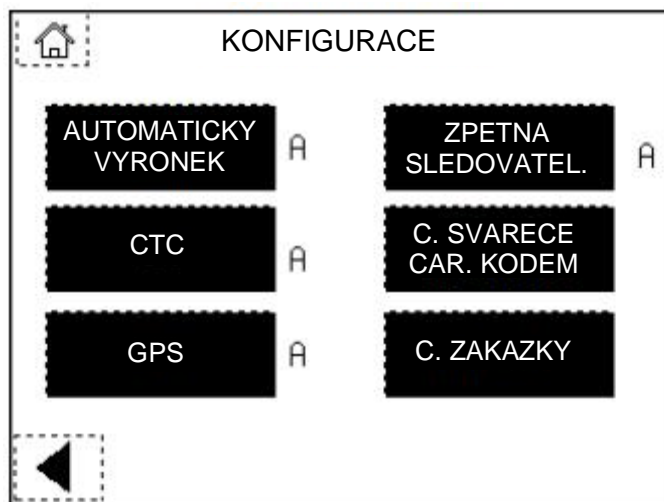 KONFIGURACE
AUTOMATICKY
VYRONEK
A
ZPETNA
SLEDOVATEL.
A
CTC
A
C. SVARECE
CAR. KODEM
GPS
A
C. ZAKAZKY